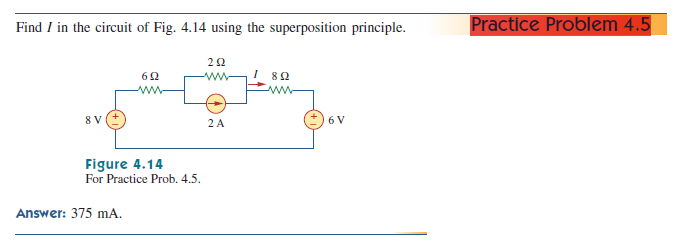 Find I in the circuit of Fig. 4.14 using the superposition principle.
Practice Problem 4.5
2 Ω
6 Ω
I
8 Ω
8 V
+
−
2 A
+
−
6 V
Figure 4.14
For Practice Prob. 4.5.
Answer: 375 mA.